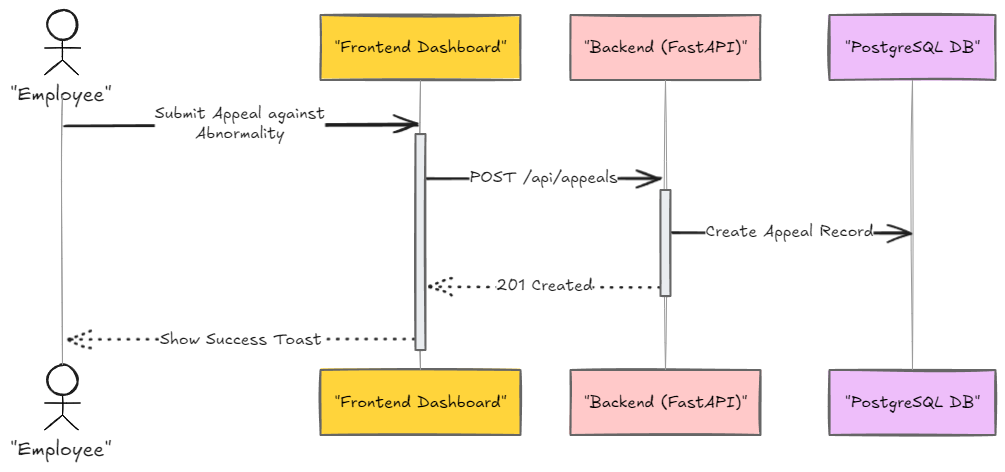 "Frontend Dashboard"
"Backend (FastAPI)"
"PostgreSQL DB"
"Employee"
Submit Appeal against
Abnormality
POST /api/appeals
Create Appeal Record
201 Created
Show Success Toast
"Frontend Dashboard"
"Backend (FastAPI)"
"PostgreSQL DB"
"Employee"